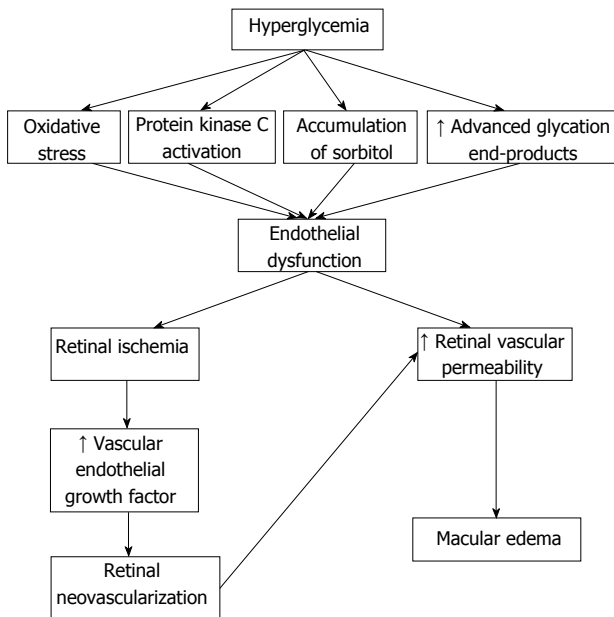 Hyperglycemia
Oxidative
stress
Protein kinase C
activation
Accumulation
of sorbitol
↑ Advanced glycation
end-products
Endothelial
dysfunction
Retinal ischemia
↑ Retinal vascular
permeability
↑ Vascular
endothelial
growth factor
Macular edema
Retinal
neovascularization